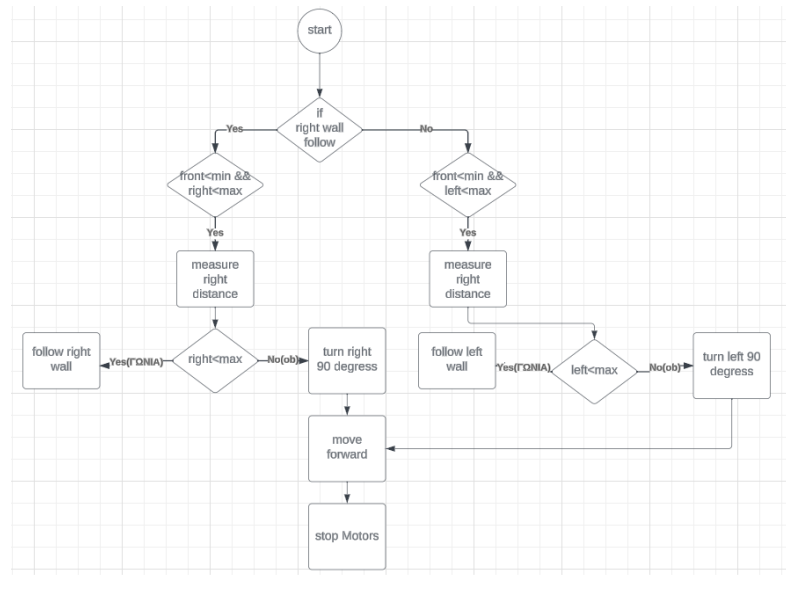 start
if
right wall
follow
Yes
No
front<min &&
right<max
front<min &&
left<max
Yes
Yes
measure
right
distance
measure
right
distance
follow right
wall
Yes(ΓΩΝΙΑ)
right<max
No(ob)
turn right
90 degress
follow left
wall
Yes(ΓΩΝΙΑ)
left<max
No(ob)
turn left 90
degress
move
forward
stop Motors